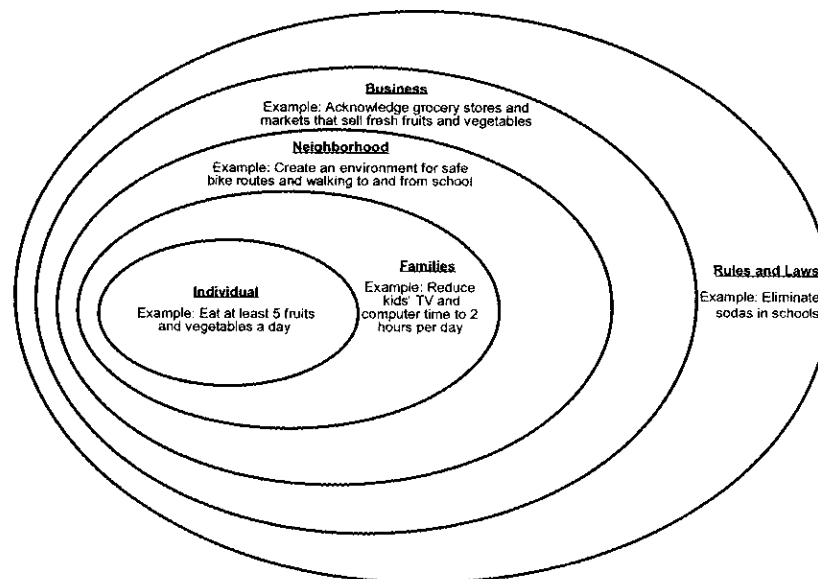 Business
Example: Acknowledge grocery stores and
markets that sell fresh fruits and vegetables
Neighborhood
Example: Create an environment for safe
bike routes and walking to and from school
Families
Example: Reduce
kids' TV and
computer time to 2
hours per day
Individual
Example: Eat at least 5 fruits
and vegetables a day
Rules and Laws
Example: Eliminate
sodas in schools